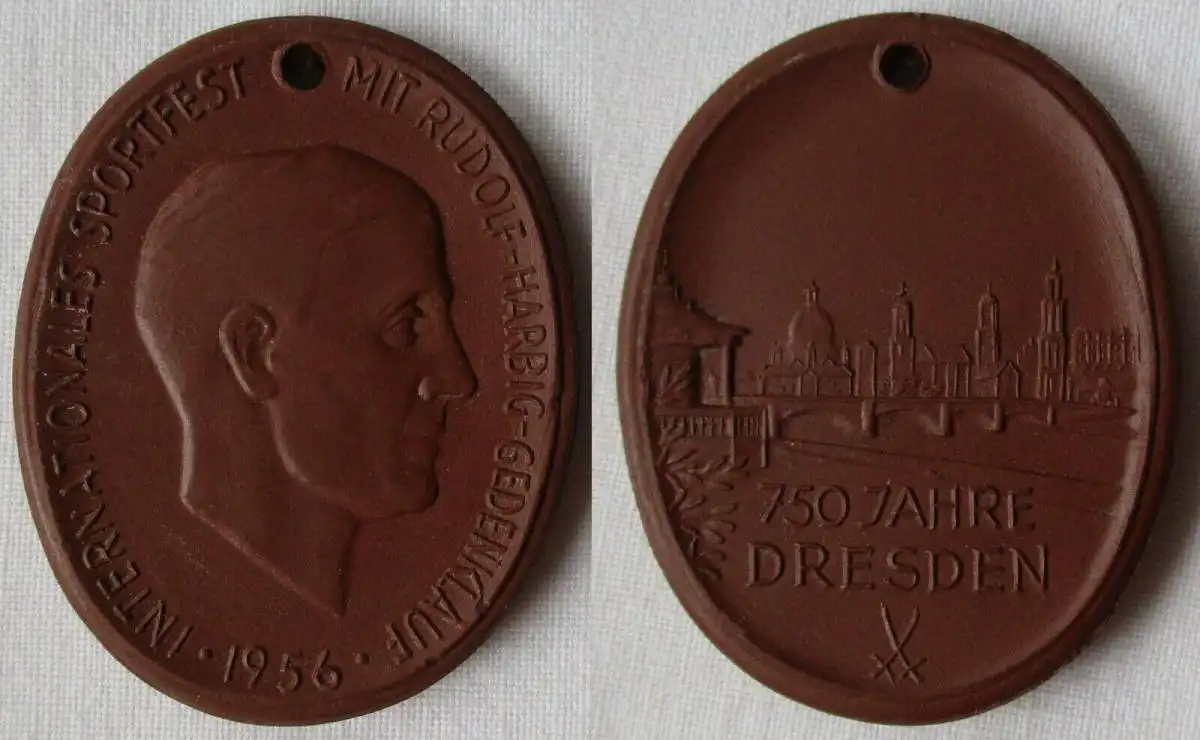 INTERNATIONALES SPORTFEST MIT RUDOLF-HARBIG-GEDENKLAUF
· 1956 ·
750 JAHRE
DRESDEN